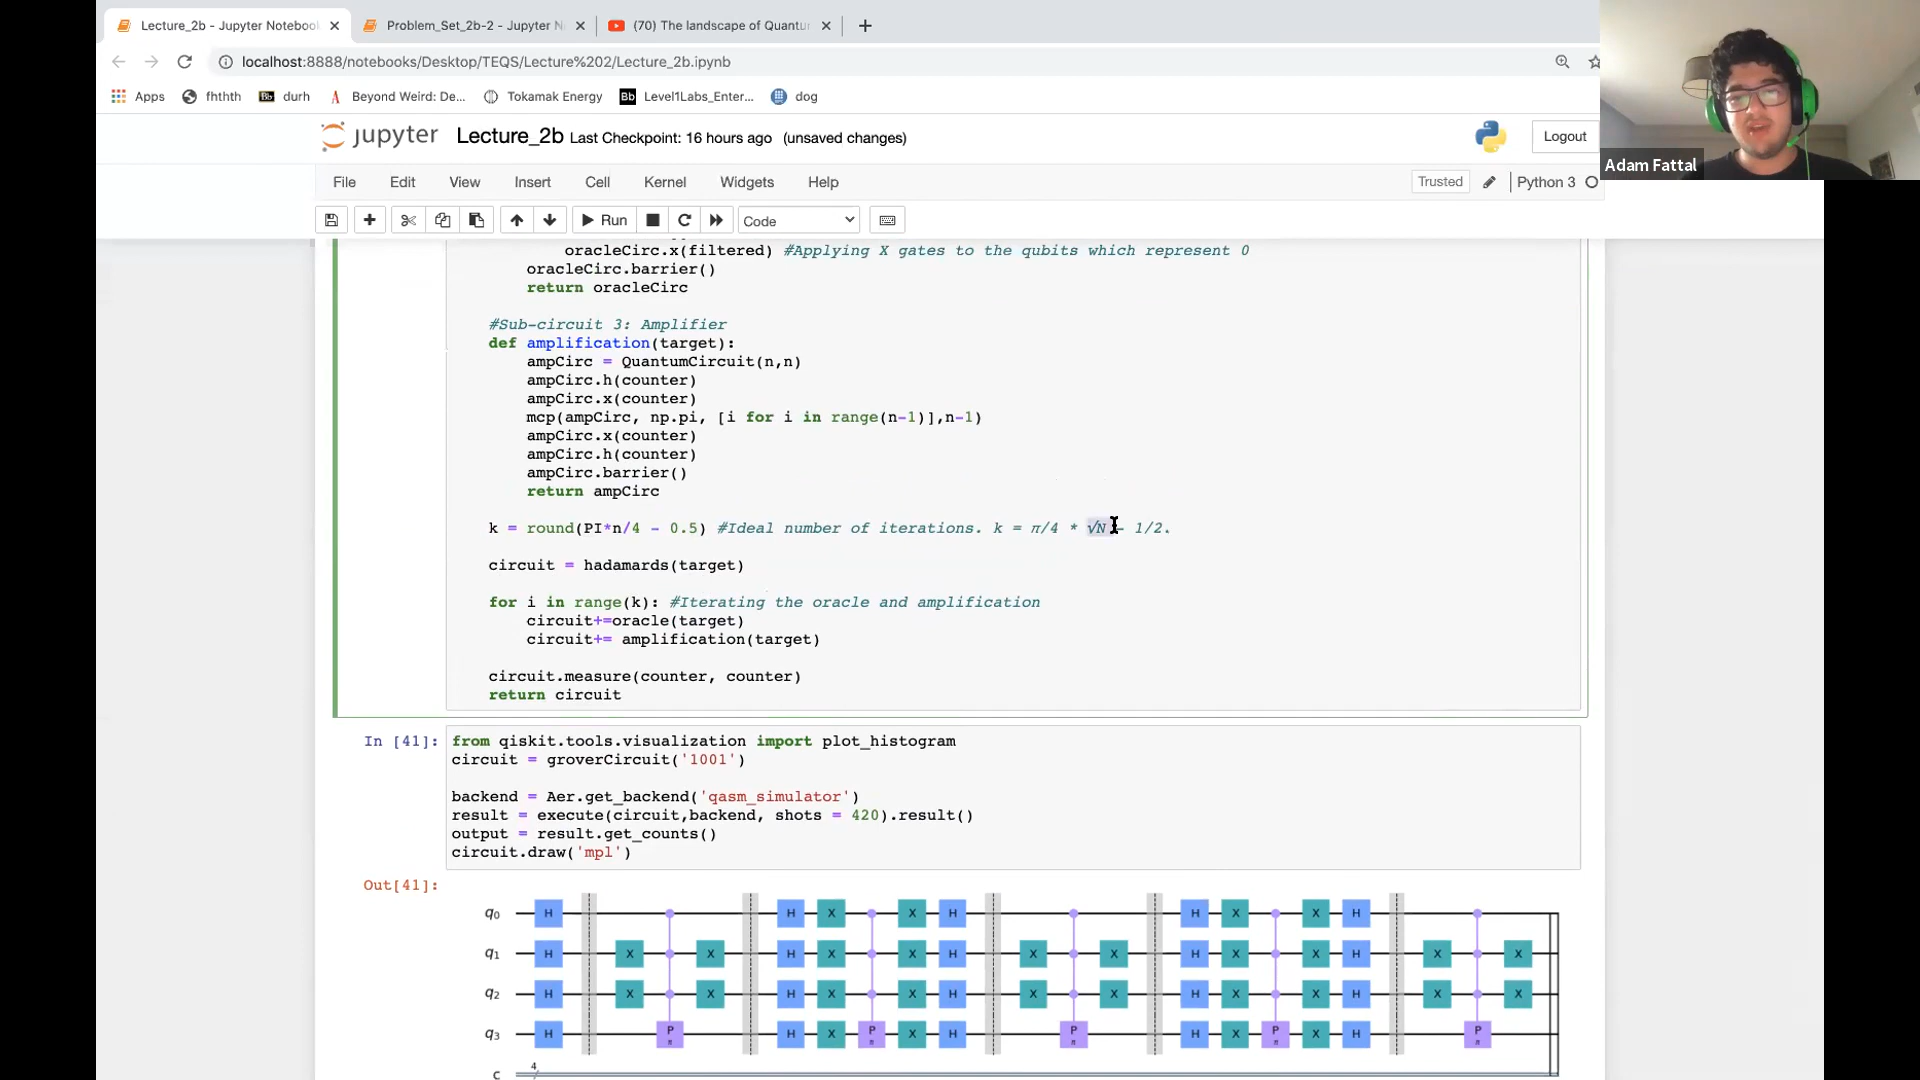 Lecture_2b - Jupyter Notebook
Problem_Set_2b-2 - Jupyter N
(70) The landscape of Quantu
localhost:8888/notebooks/Desktop/TEQS/Lecture%202/Lecture_2b.ipynb
Apps
fhthth
Bb durh
Beyond Weird: De...
Tokamak Energy
Bb Level1Labs_Enter...
dog
Adam Fattal
jupyter Lecture_2b Last Checkpoint: 16 hours ago (unsaved changes)
Logout
File Edit View Insert Cell Kernel Widgets Help
Trusted Python 3
Run Code
oracleCirc.x(filtered) #Applying X gates to the qubits which represent 0
oracleCirc.barrier()
return oracleCirc
#Sub-circuit 3: Amplifier
def amplification(target):
ampCirc = QuantumCircuit(n,n)
ampCirc.h(counter)
ampCirc.x(counter)
mcp(ampCirc, np.pi, [i for i in range(n-1)],n-1)
ampCirc.x(counter)
ampCirc.h(counter)
ampCirc.barrier()
return ampCirc
k = round(PI*n/4 - 0.5) #Ideal number of iterations. k = π/4 * √N - 1/2.
circuit = hadamards(target)
for i in range(k): #Iterating the oracle and amplification
circuit+=oracle(target)
circuit+= amplification(target)
circuit.measure(counter, counter)
return circuit
In [41]:
from qiskit.tools.visualization import plot_histogram
circuit = groverCircuit('1001')
backend = Aer.get_backend('qasm_simulator')
result = execute(circuit,backend, shots = 420).result()
output = result.get_counts()
circuit.draw('mpl')
Out[41]:
q0 H H X X H H X X H
q1 H X X H X X H X X H X X H X X
q2 H X X H X X H X X H X X H X X
q3 H P π H X P π X H P π H X P π X H P π
4
c